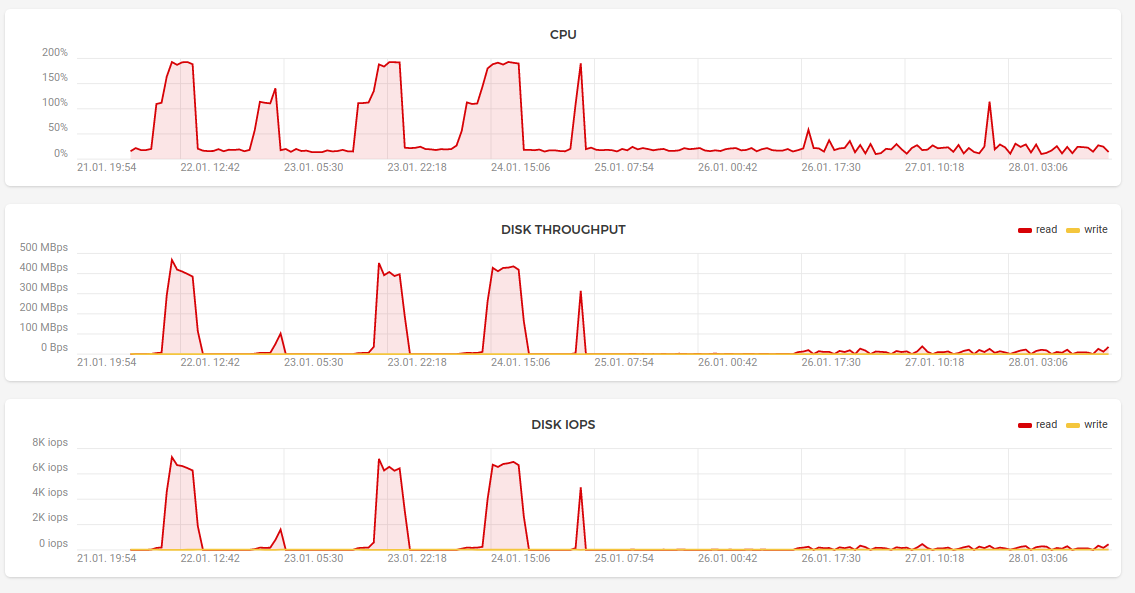 CPU
200%
150%
100%
50%
0%
21.01. 19:54 22.01. 12:42 23.01. 05:30 23.01. 22:18 24.01. 15:06 25.01. 07:54 26.01. 00:42 26.01. 17:30 27.01. 10:18 28.01. 03:06
DISK THROUGHPUT
read write
500 MBps
400 MBps
300 MBps
200 MBps
100 MBps
0 Bps
21.01. 19:54 22.01. 12:42 23.01. 05:30 23.01. 22:18 24.01. 15:06 25.01. 07:54 26.01. 00:42 26.01. 17:30 27.01. 10:18 28.01. 03:06
DISK IOPS
read write
8K iops
6K iops
4K iops
2K iops
0 iops
21.01. 19:54 22.01. 12:42 23.01. 05:30 23.01. 22:18 24.01. 15:06 25.01. 07:54 26.01. 00:42 26.01. 17:30 27.01. 10:18 28.01. 03:06